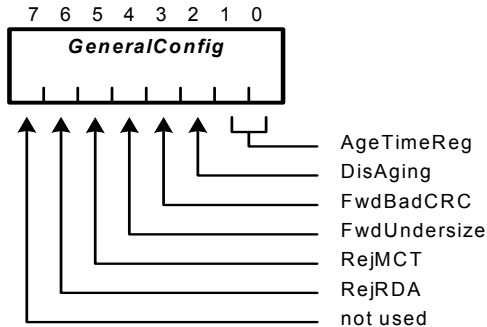 7 6 5 4 3 2 1 0
GeneralConfig
AgeTimeReg
DisAging
FwdBadCRC
FwdUndersize
RejMCT
RejRDA
not used